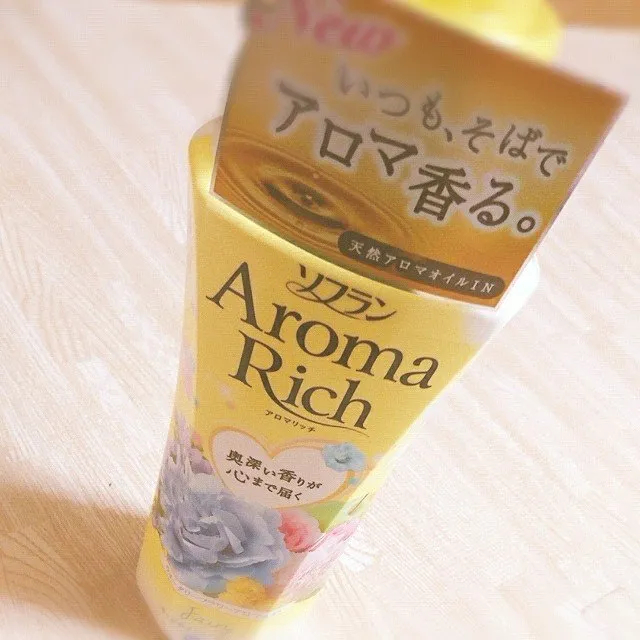 New
いつも、そばで
アロマ香る。
天然アロマオイルIN
ソフラン
Aroma
Rich
アロマリッチ
奥深い香りが
心まで届く